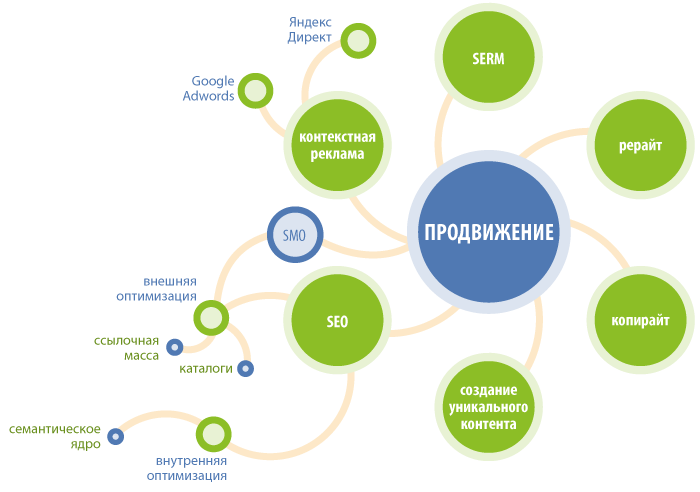 Яндекс
Директ
SERM
Google
Adwords
контекстная
реклама
рерайт
ПРОДВИЖЕНИЕ
SMO
внешняя
оптимизация
SEO
копирайт
ссылочная
масса
каталоги
создание
уникального
контента
семантическое
ядро
внутренняя
оптимизация